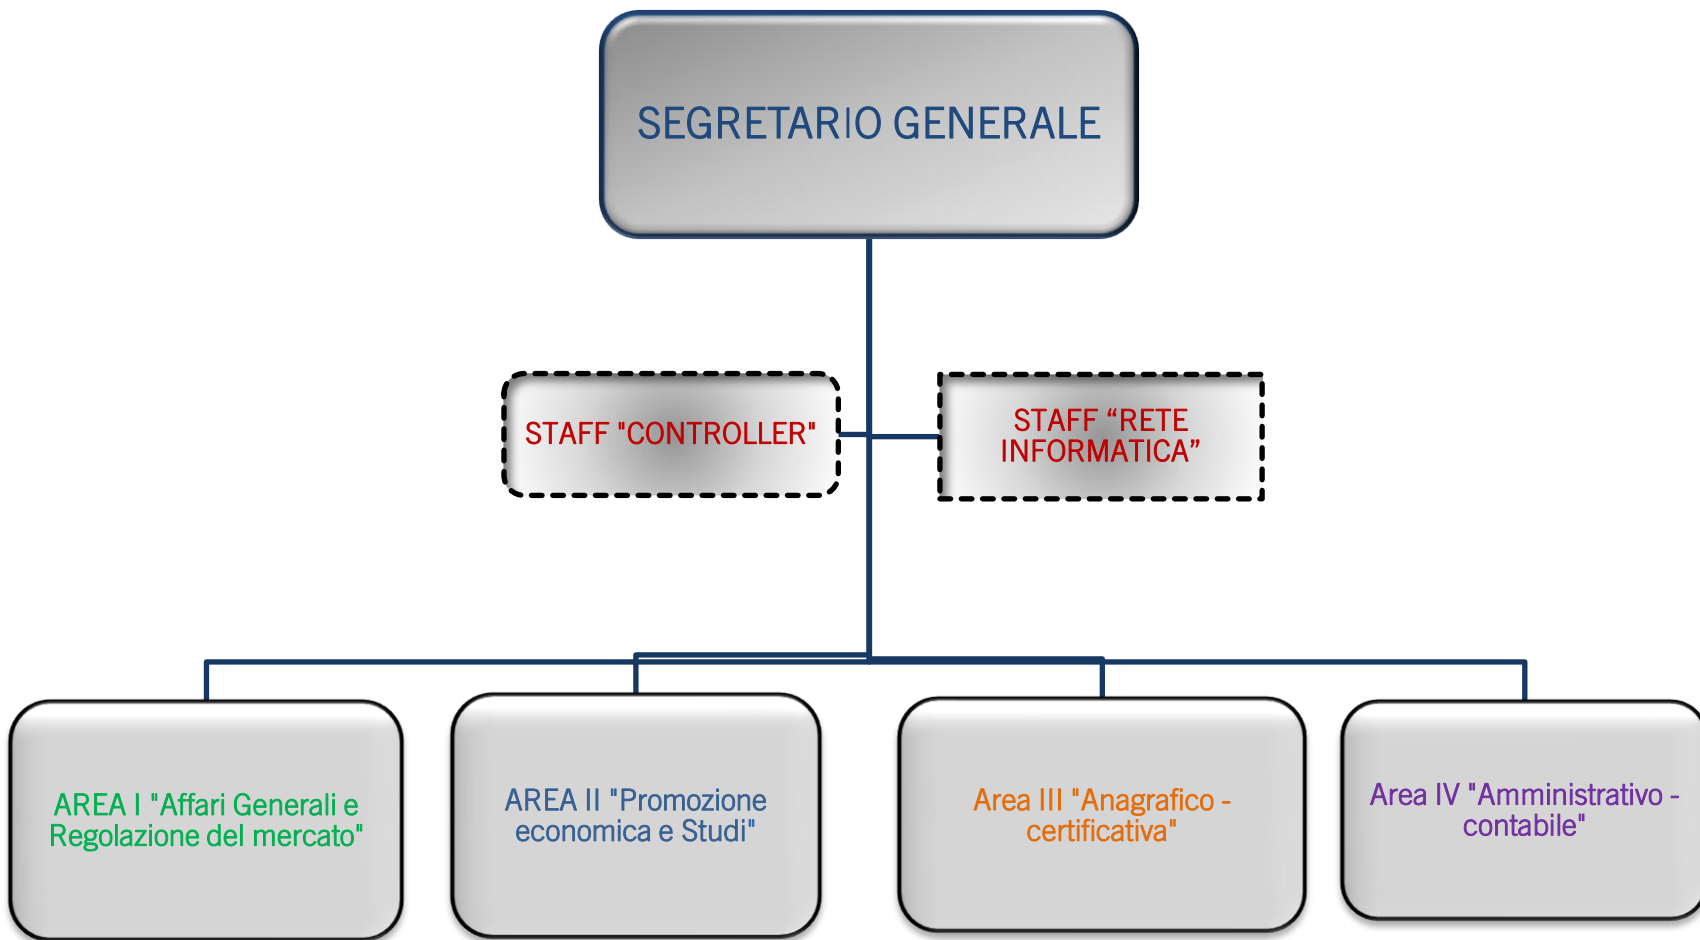 SEGRETARIO GENERALE
STAFF "CONTROLLER"
STAFF “RETE
INFORMATICA”
AREA I "Affari Generali e
Regolazione del mercato"
AREA II "Promozione
economica e Studi"
Area III "Anagrafico -
certificativa"
Area IV "Amministrativo -
contabile"